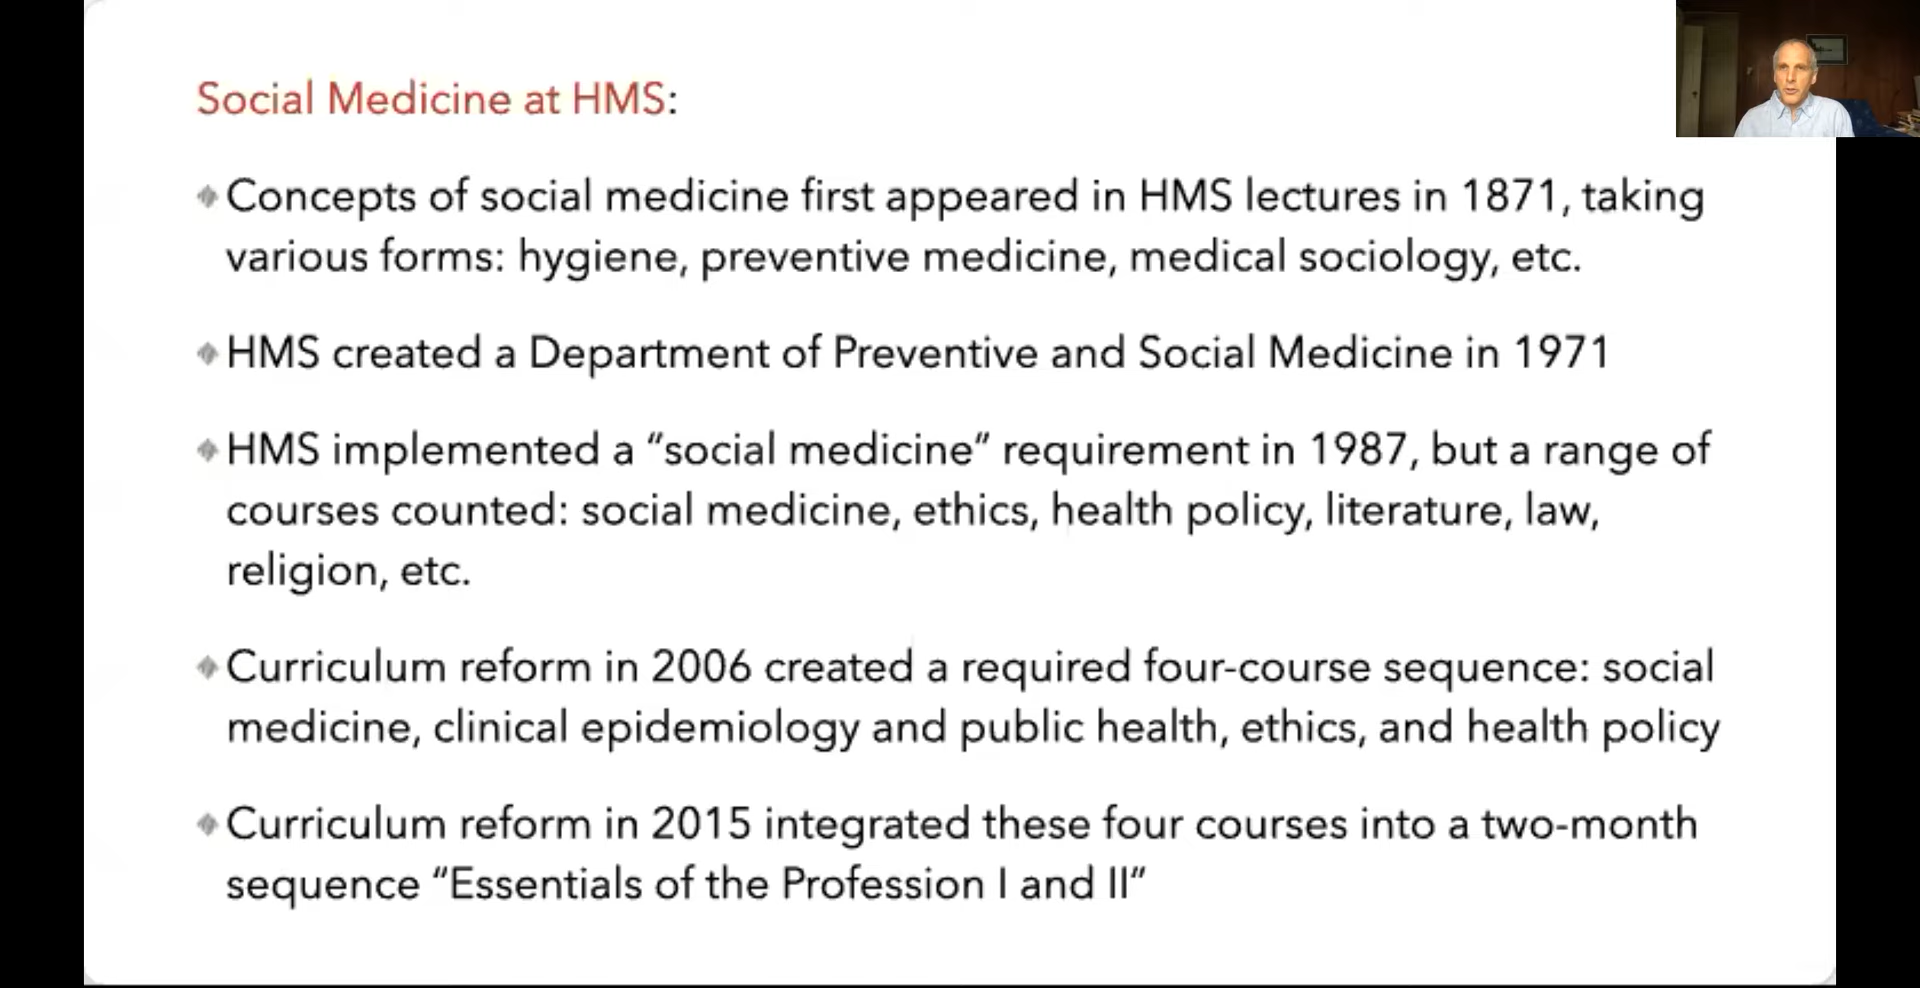 Social Medicine at HMS:
Concepts of social medicine first appeared in HMS lectures in 1871, taking
various forms: hygiene, preventive medicine, medical sociology, etc.
HMS created a Department of Preventive and Social Medicine in 1971
HMS implemented a “social medicine” requirement in 1987, but a range of
courses counted: social medicine, ethics, health policy, literature, law,
religion, etc.
Curriculum reform in 2006 created a required four-course sequence: social
medicine, clinical epidemiology and public health, ethics, and health policy
Curriculum reform in 2015 integrated these four courses into a two-month
sequence “Essentials of the Profession I and II”